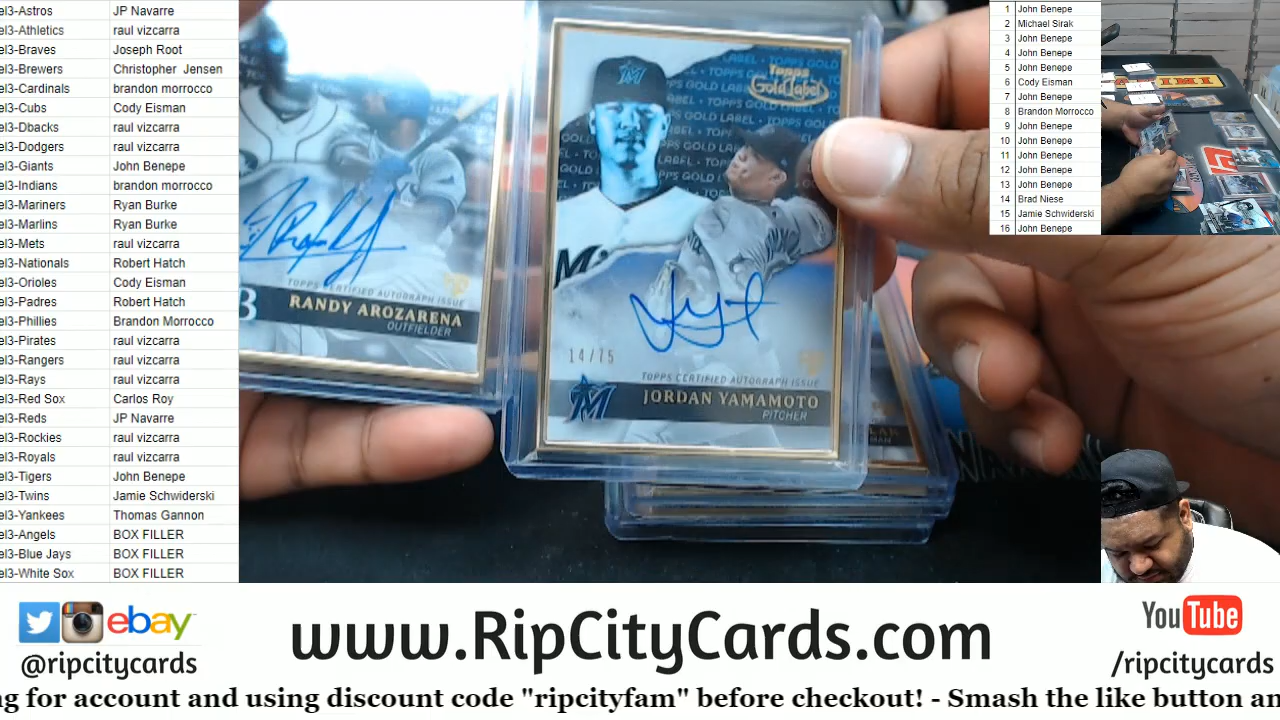 el3-Astros JP Navarre
el3-Athletics raul vizcarra
el3-Braves Joseph Root
el3-Brewers Christopher Jensen
el3-Cardinals brandon morrocco
el3-Cubs Cody Eisman
el3-Dbacks raul vizcarra
el3-Dodgers raul vizcarra
el3-Giants John Benepe
el3-Indians brandon morrocco
el3-Mariners Ryan Burke
el3-Marlins Ryan Burke
el3-Mets raul vizcarra
el3-Nationals Robert Hatch
el3-Orioles Cody Eisman
el3-Padres Robert Hatch
el3-Phillies Brandon Morrocco
el3-Pirates raul vizcarra
el3-Rangers raul vizcarra
el3-Rays raul vizcarra
el3-Red Sox Carlos Roy
el3-Reds JP Navarre
el3-Rockies raul vizcarra
el3-Royals raul vizcarra
el3-Tigers John Benepe
el3-Twins Jamie Schwiderski
el3-Yankees Thomas Gannon
el3-Angels BOX FILLER
el3-Blue Jays BOX FILLER
el3-White Sox BOX FILLER
TOPPS CERTIFIED AUTOGRAPH ISSUE
RANDY AROZARENA
OUTFIELDER
Topps
Gold Label
14/75
TOPPS CERTIFIED AUTOGRAPH ISSUE
JORDAN YAMAMOTO
PITCHER
1 John Benepe
2 Michael Sirak
3 John Benepe
4 John Benepe
5 John Benepe
6 Cody Eisman
7 John Benepe
8 Brandon Morrocco
9 John Benepe
10 John Benepe
11 John Benepe
12 John Benepe
13 John Benepe
14 Brad Niese
15 Jamie Schwiderski
16 John Benepe
ebay
@ripcitycards
www.RipCityCards.com
YouTube
/ripcitycards
ng for account and using discount code "ripcityfam" before checkout! - Smash the like button an